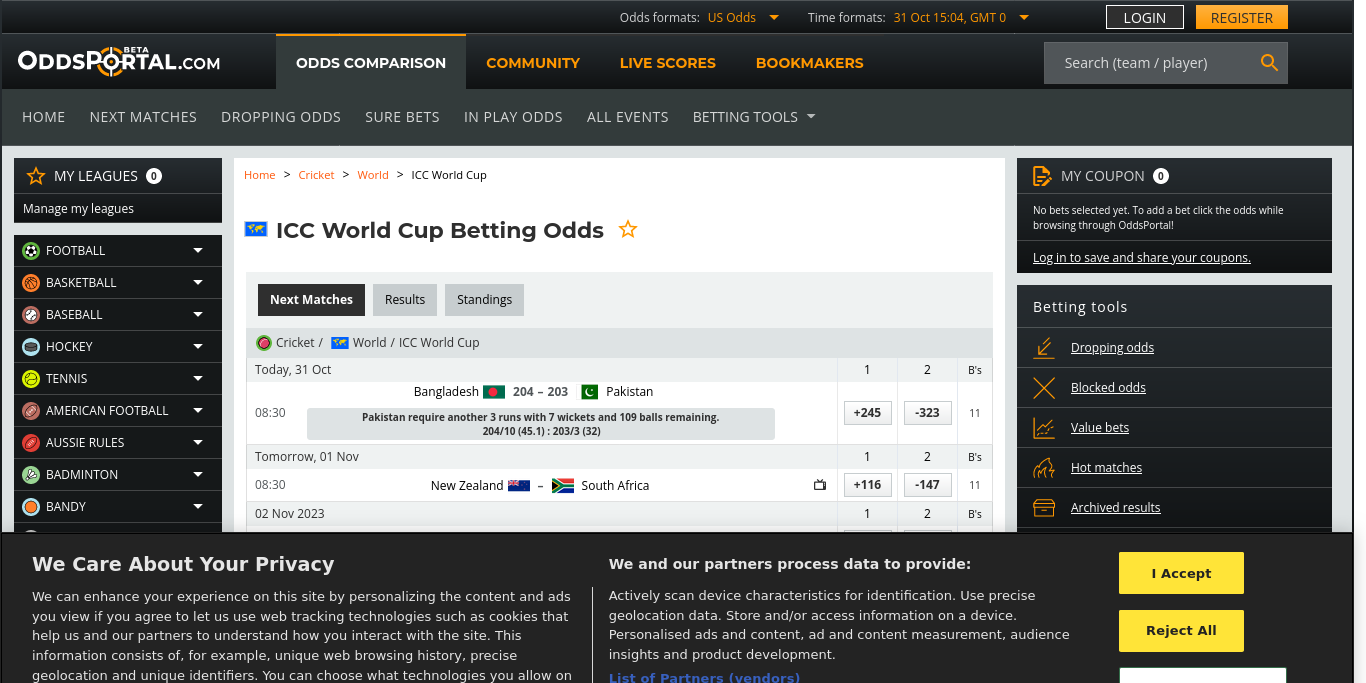 Odds formats: US Odds
Time formats: 31 Oct 15:04, GMT 0
LOGIN
REGISTER
ODDSPORTAL.COM BETA
ODDS COMPARISON
COMMUNITY
LIVE SCORES
BOOKMAKERS
Search (team / player)
HOME
NEXT MATCHES
DROPPING ODDS
SURE BETS
IN PLAY ODDS
ALL EVENTS
BETTING TOOLS
MY LEAGUES 0
Manage my leagues
FOOTBALL
BASKETBALL
BASEBALL
HOCKEY
TENNIS
AMERICAN FOOTBALL
AUSSIE RULES
BADMINTON
BANDY
Home > Cricket > World > ICC World Cup
ICC World Cup Betting Odds
Next Matches
Results
Standings
Cricket / World / ICC World Cup
Today, 31 Oct 1 2 B's
Bangladesh 204 – 203 Pakistan
08:30
Pakistan require another 3 runs with 7 wickets and 109 balls remaining.
204/10 (45.1) : 203/3 (32)
+245 -323 11
Tomorrow, 01 Nov 1 2 B's
08:30 New Zealand – South Africa +116 -147 11
02 Nov 2023 1 2 B's
MY COUPON 0
No bets selected yet. To add a bet click the odds while
browsing through OddsPortal!
Log in to save and share your coupons.
Betting tools
Dropping odds
Blocked odds
Value bets
Hot matches
Archived results
We Care About Your Privacy
We can enhance your experience on this site by personalizing the content and ads
you view if you agree to let us use web tracking technologies such as cookies that
help us and our partners to understand how you interact with the site. This
information consists of, for example, unique web browsing history, precise
geolocation and unique identifiers. You can choose what technologies you allow on
We and our partners process data to provide:
Actively scan device characteristics for identification. Use precise
geolocation data. Store and/or access information on a device.
Personalised ads and content, ad and content measurement, audience
insights and product development.
List of Partners (vendors)
I Accept
Reject All